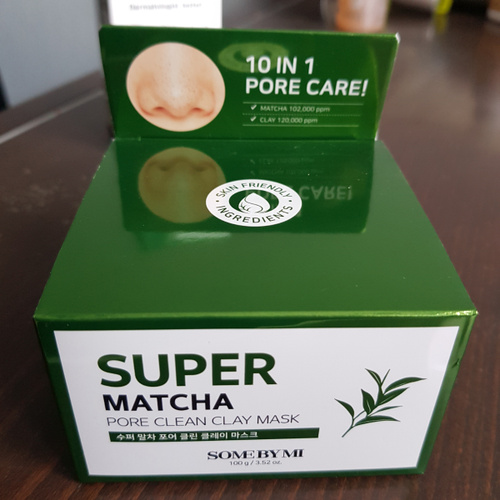 10 IN 1
PORE CARE!
MATCHA 102,000 ppm
CLAY 120,000 ppm
SKIN FRIENDLY
INGREDIENTS
SUPER
MATCHA
PORE CLEAN CLAY MASK
수퍼 말차 포어 클린 클레이 마스크
SOME BY MI
100 g / 3.52 oz.